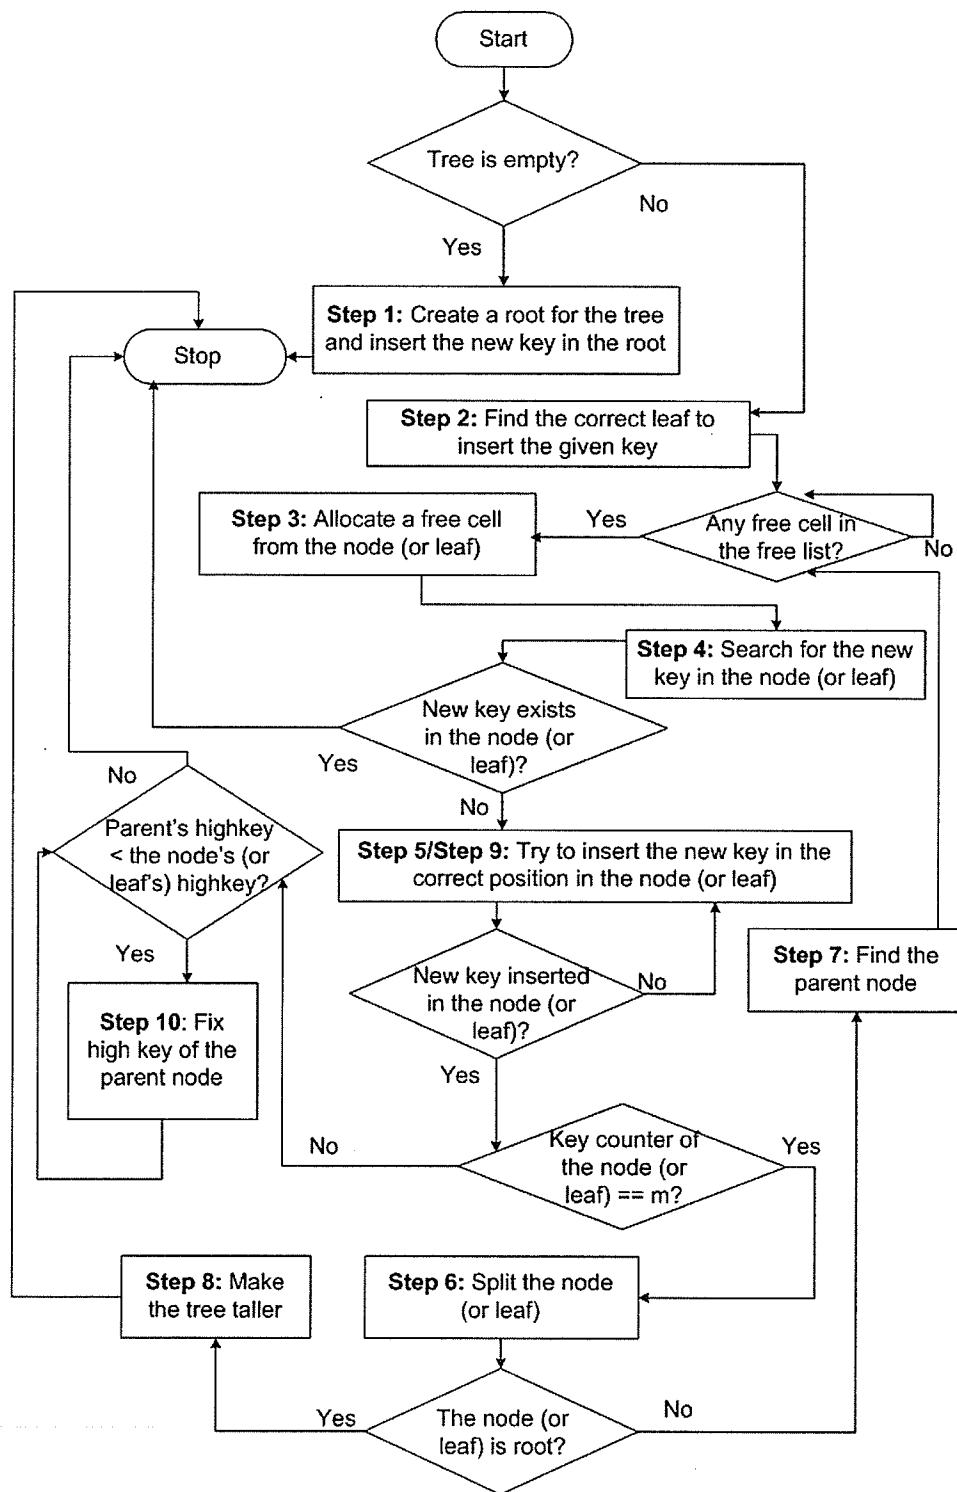 Start
Tree is empty?
No
Yes
Step 1: Create a root for the tree
and insert the new key in the root
Stop
Step 2: Find the correct leaf to
insert the given key
Step 3: Allocate a free cell
from the node (or leaf)
Yes
Any free cell in
the free list?
No
Step 4: Search for the new
key in the node (or leaf)
New key exists
in the node (or
leaf)?
Yes
No
No
Parent's highkey
< the node's (or
leaf's) highkey?
Step 5/Step 9: Try to insert the new key in the
correct position in the node (or leaf)
Yes
New key inserted
in the node (or
leaf)?
No
Step 7: Find the
parent node
Step 10: Fix
high key of the
parent node
Yes
No
Key counter of
the node (or
leaf) == m?
Yes
Step 8: Make
the tree taller
Step 6: Split the node
(or leaf)
Yes
The node (or
leaf) is root?
No